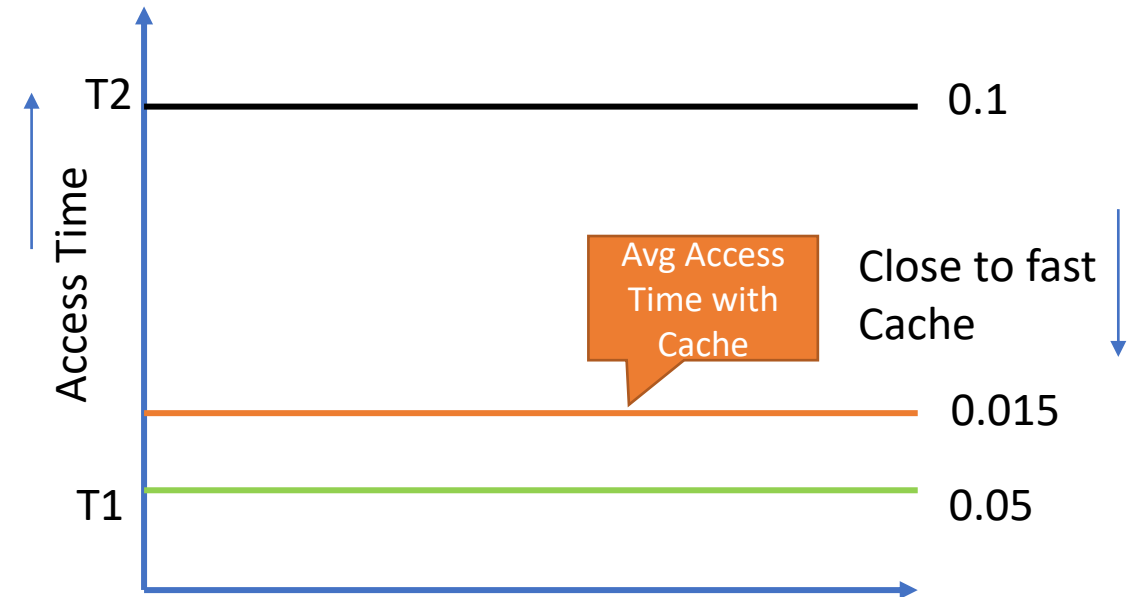 T2
0.1
Access Time
Avg Access
Time with
Cache
Close to fast
Cache
0.015
T1
0.05